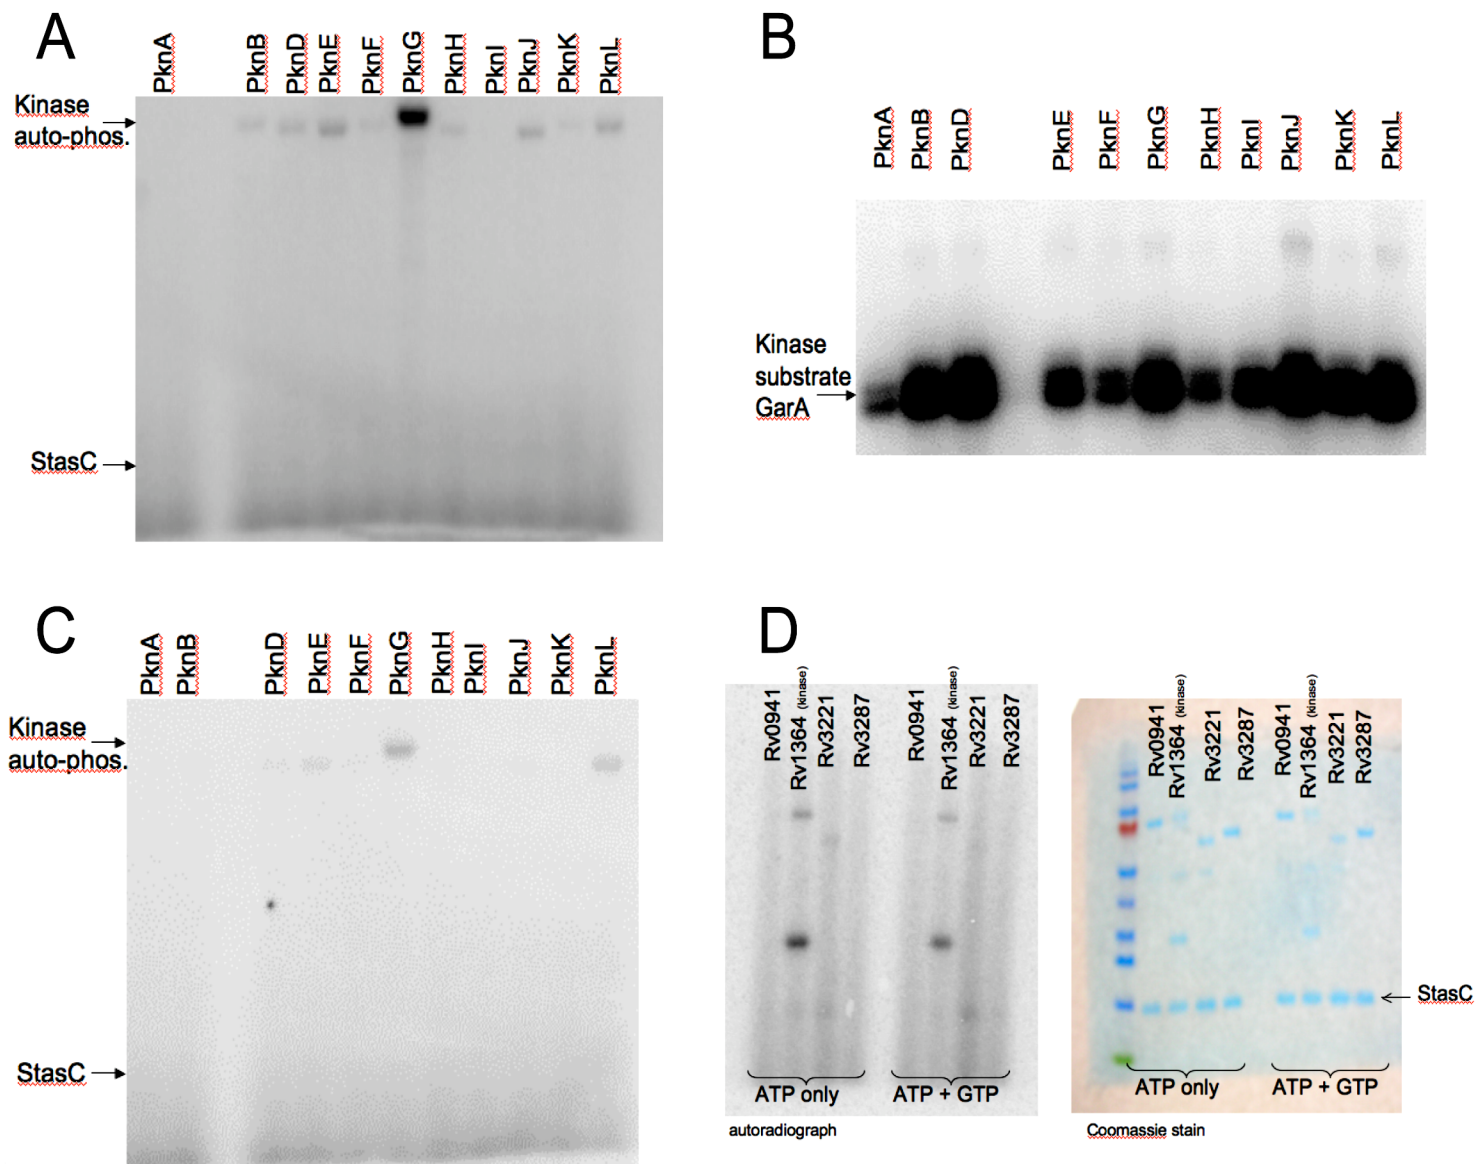 A
PknA
PknB
PknD
PknE
PknF
PknG
PknH
PknI
PknJ
PknK
PknL
Kinase
auto-phos.
StasC
B
PknA
PknB
PknD
PknE
PknF
PknG
PknH
PknI
PknJ
PknK
PknL
Kinase
substrate
GarA
C
PknA
PknB
PknD
PknE
PknF
PknG
PknH
PknI
PknJ
PknK
PknL
Kinase
auto-phos.
StasC
D
Rv0941
Rv1364 (kinase)
Rv3221
Rv3287
Rv0941
Rv1364 (kinase)
Rv3221
Rv3287
ATP only
ATP + GTP
autoradiograph
Rv0941
Rv1364 (kinase)
Rv3221
Rv3287
Rv0941
Rv1364 (kinase)
Rv3221
Rv3287
StasC
ATP only
ATP + GTP
Coomassie stain